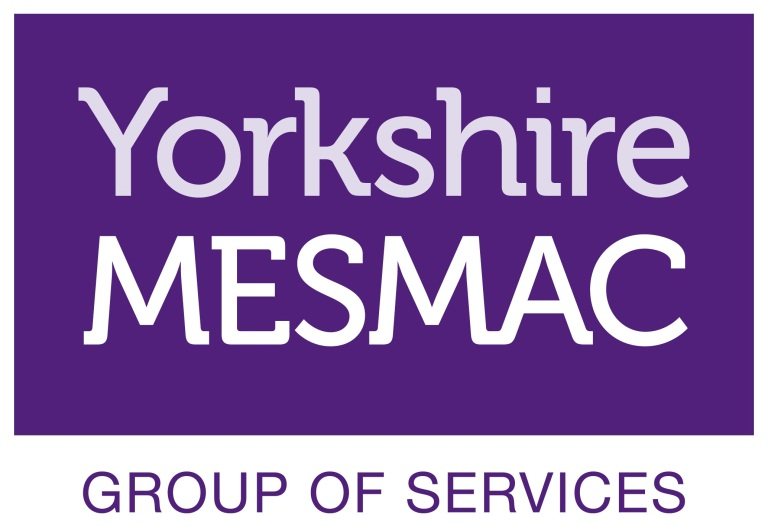 Yorkshire
MESMAC
GROUP OF SERVICES